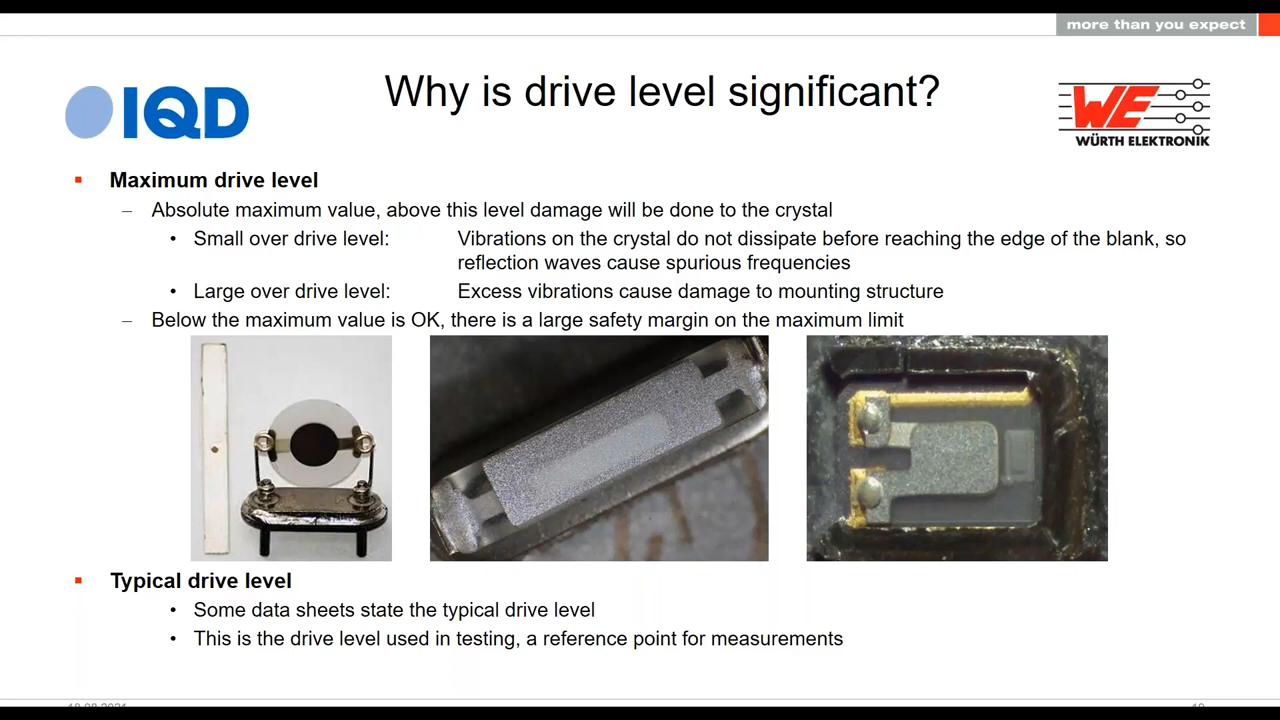 more than you expect
IQD
Why is drive level significant?
WE
WÜRTH ELEKTRONIK
Maximum drive level
– Absolute maximum value, above this level damage will be done to the crystal
• Small over drive level: Vibrations on the crystal do not dissipate before reaching the edge of the blank, so
reflection waves cause spurious frequencies
• Large over drive level: Excess vibrations cause damage to mounting structure
– Below the maximum value is OK, there is a large safety margin on the maximum limit
Typical drive level
• Some data sheets state the typical drive level
• This is the drive level used in testing, a reference point for measurements